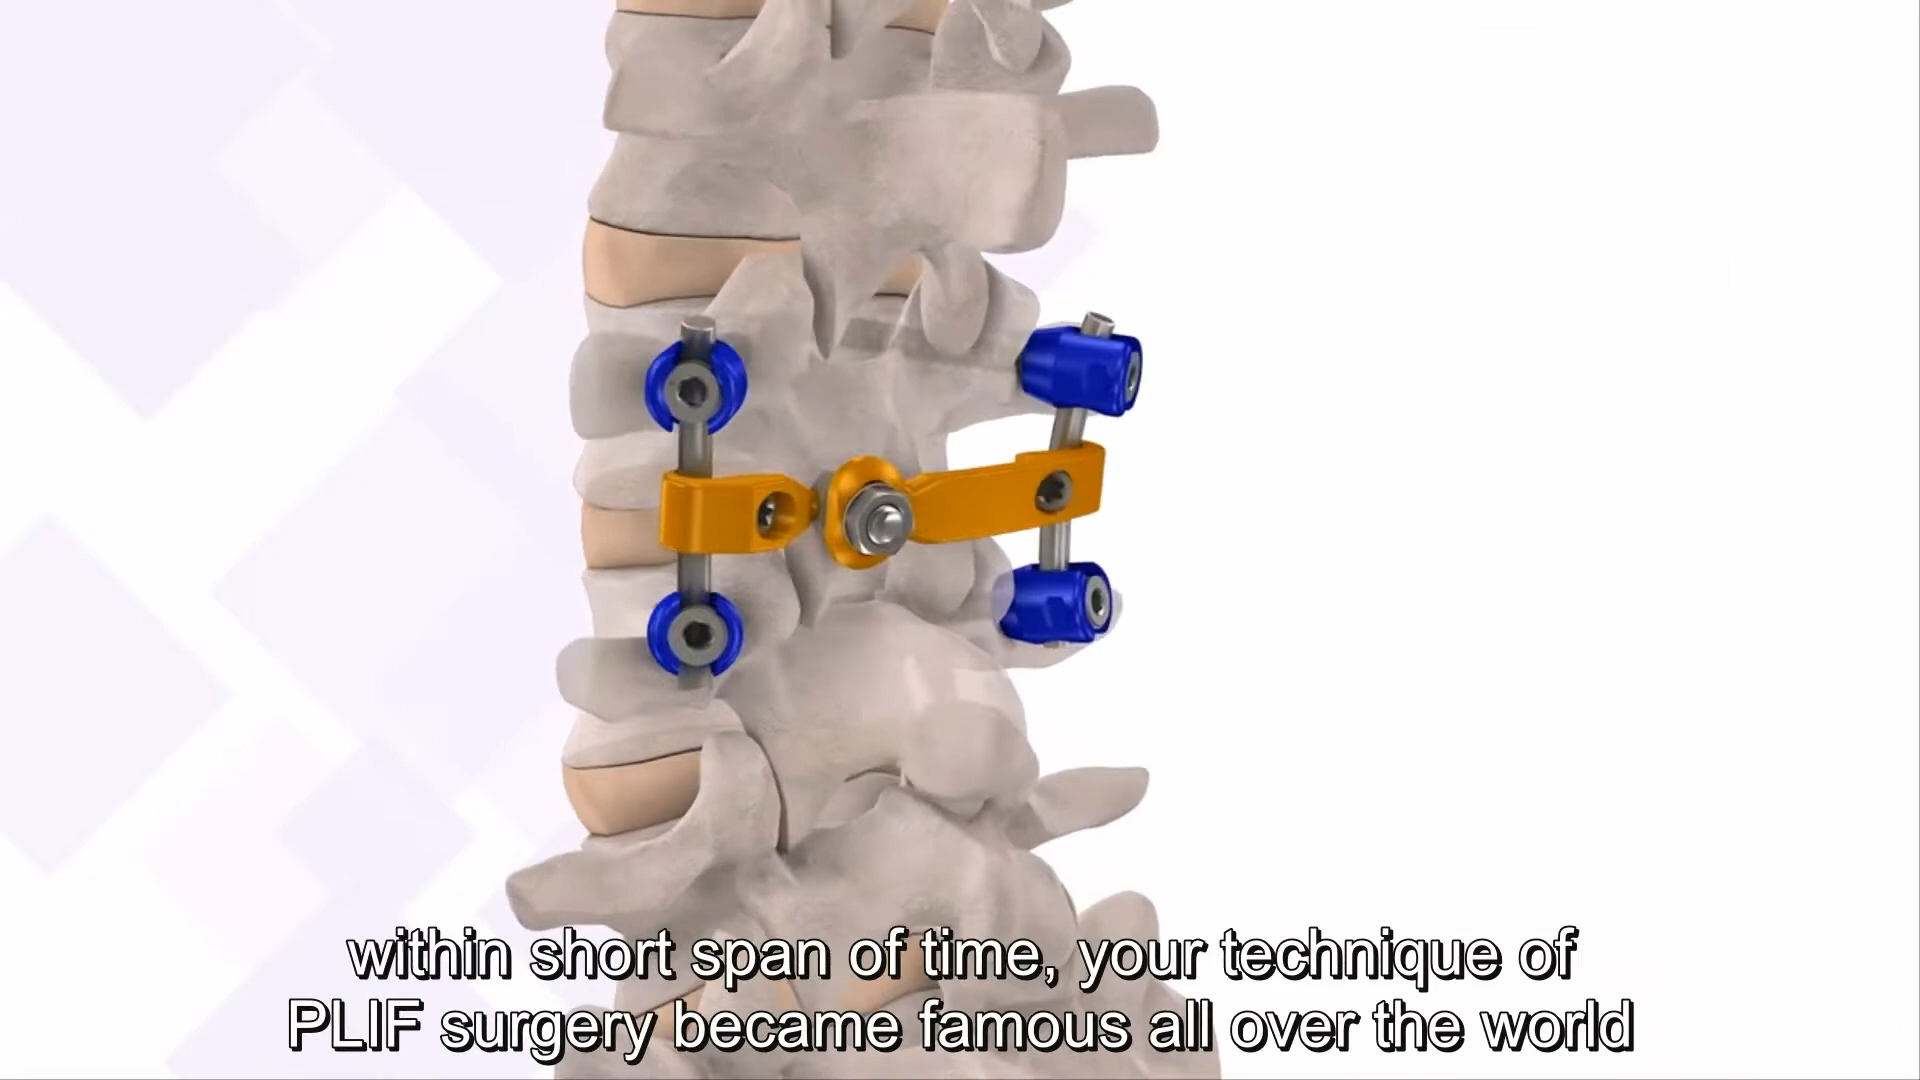 within short span of time, your technique of
PLIF surgery became famous all over the world